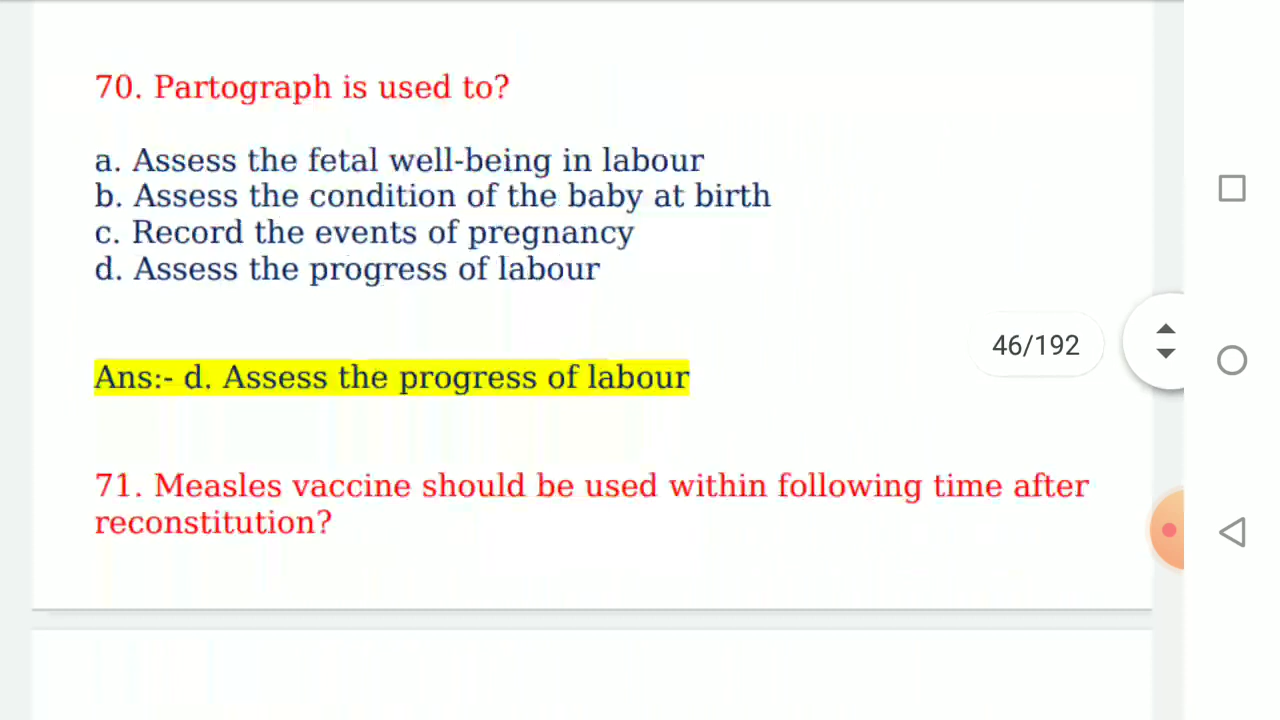 70. Partograph is used to?
a. Assess the fetal well-being in labour
b. Assess the condition of the baby at birth
c. Record the events of pregnancy
d. Assess the progress of labour
46/192
Ans:- d. Assess the progress of labour
71. Measles vaccine should be used within following time after
reconstitution?